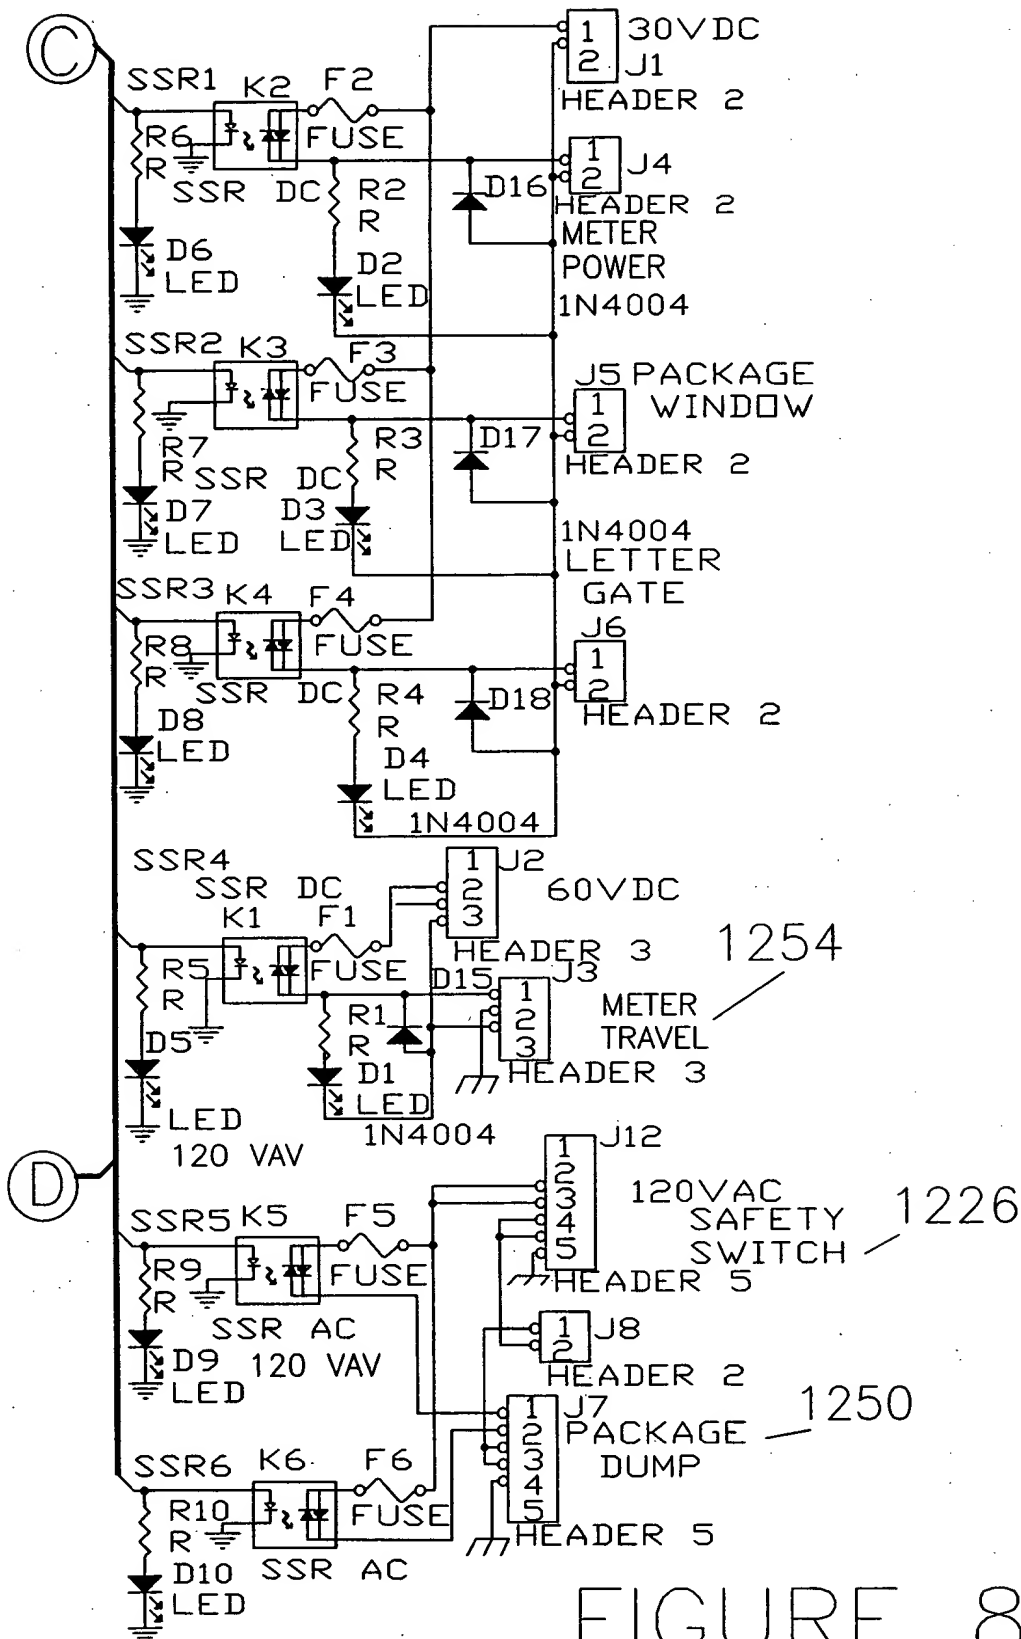 C
1
2
30VDC
J1
HEADER 2
SSR1
K2
F2
FUSE
R6
R
SSR DC
R2
R
D16
1
2
J4
HEADER 2
METER
POWER
1N4004
D6
LED
D2
LED
SSR2
K3
F3
FUSE
J5 PACKAGE
WINDOW
1
2
HEADER 2
R7
R
SSR DC
R3
R
D17
D7
LED
D3
LED
1N4004
LETTER
GATE
SSR3
K4
F4
FUSE
J6
1
2
HEADER 2
R8
R
SSR DC
R4
R
D18
D8
LED
D4
LED
1N4004
SSR4
SSR DC
K1
F1
FUSE
1
2
3
J2
60VDC
HEADER 3
1254
R5
R
D15
J3
1
2
3
METER
TRAVEL
HEADER 3
R1
R
D5
LED
D1
LED
1N4004
120 VAV
D
J12
1
2
3
4
5
120VAC
SAFETY
SWITCH
1226
HEADER 5
SSR5
K5
F5
FUSE
R9
R
SSR AC
120 VAV
D9
LED
1
2
J8
HEADER 2
J7
1
2
3
4
5
PACKAGE
DUMP
1250
HEADER 5
SSR6
K6
F6
FUSE
R10
R
SSR AC
D10
LED
FIGURE 8